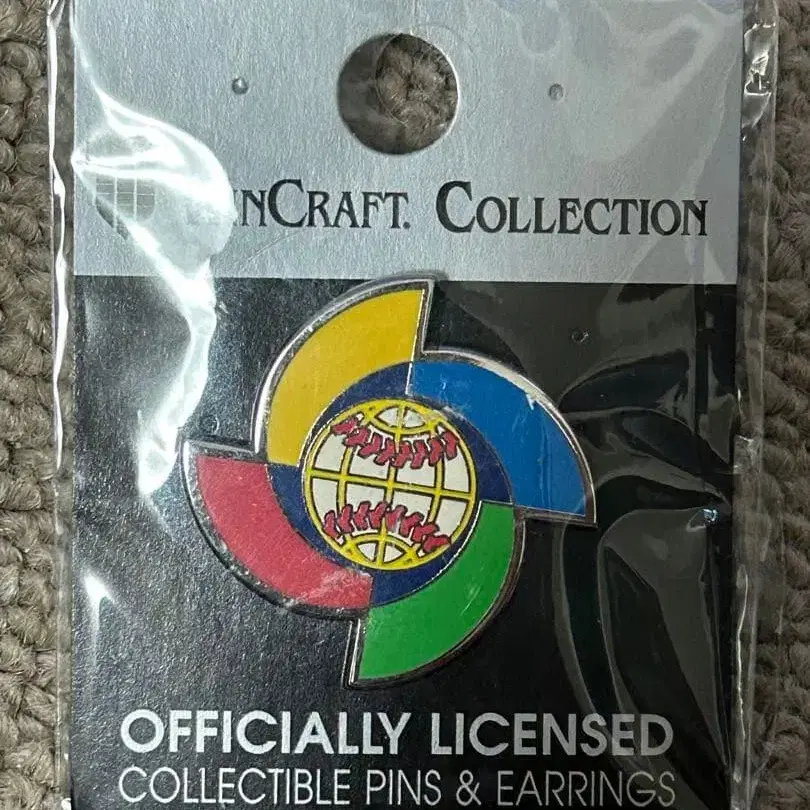 COLLECTION
OFFICIALLY LICENSED
COLLECTIBLE PINS & EARRINGS